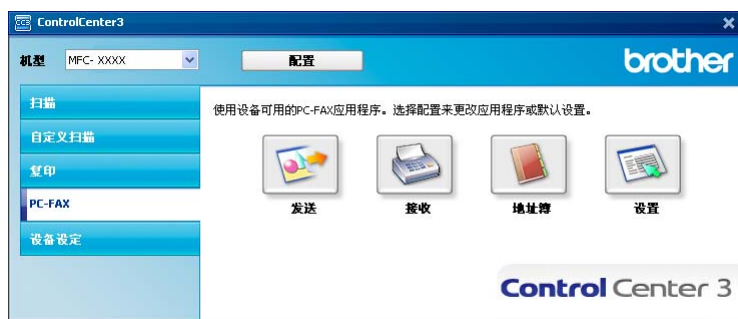 ControlCenter3
机型 MFC- XXXX 配置 brother
扫描
自定义扫描
复印
PC-FAX
设备设定
使用设备可用的PC-FAX应用程序。选择配置来更改应用程序或默认设置。
发送 接收 地址簿 设置
Control Center 3